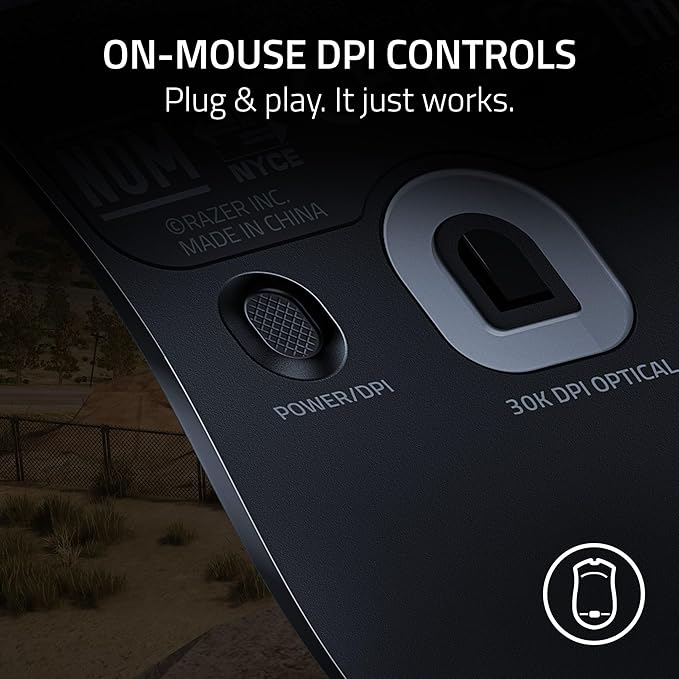 ON-MOUSE DPI CONTROLS
Plug & play. It just works.
NOM
NYCE
©RAZER INC.
MADE IN CHINA
POWER/DPI
30K DPI OPTICAL